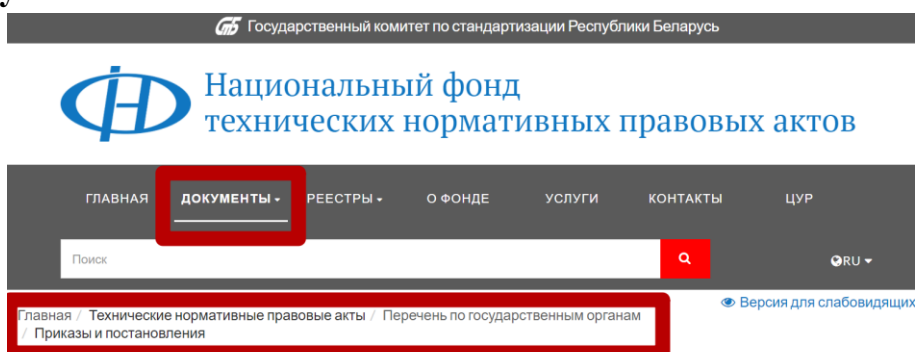 у
СТБ Государственный комитет по стандартизации Республики Беларусь
Национальный фонд
технических нормативных правовых актов
ГЛАВНАЯ ДОКУМЕНТЫ РЕЕСТРЫ О ФОНДЕ УСЛУГИ КОНТАКТЫ ЦУР
Поиск RU
Версия для слабовидящих
Главная / Технические нормативные правовые акты / Перечень по государственным органам
/ Приказы и постановления